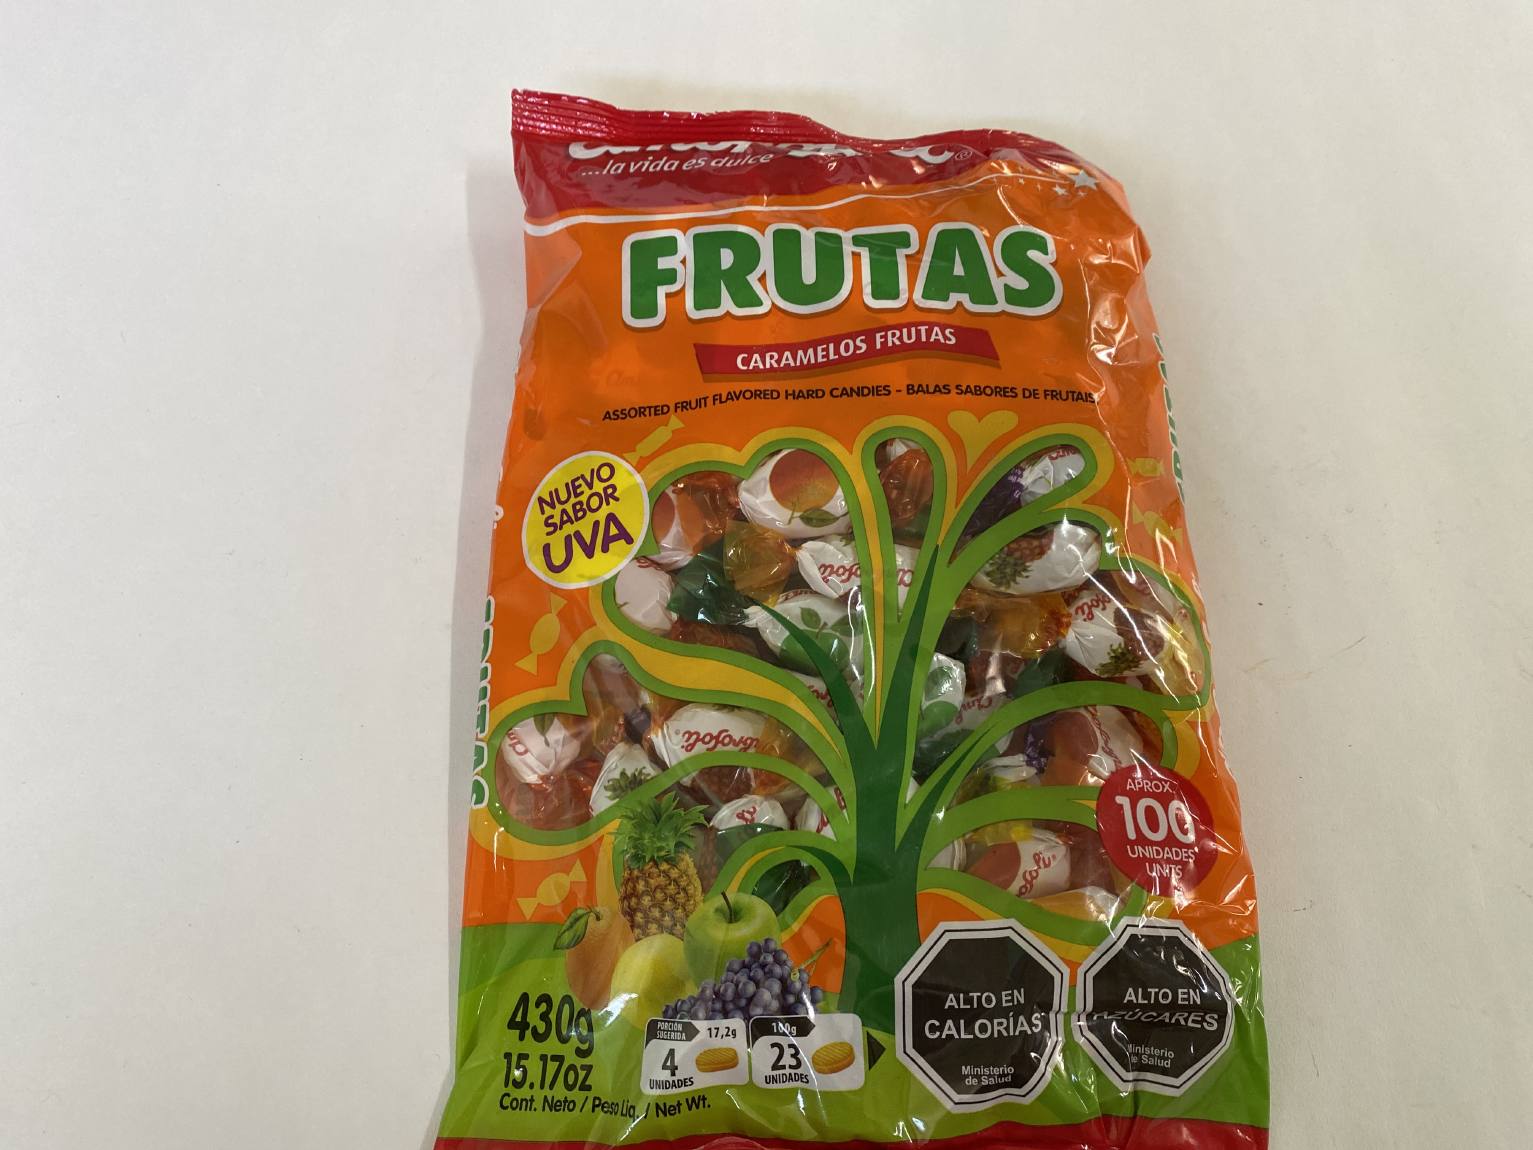 ...la vida es dulce
®
FRUTAS
CARAMELOS FRUTAS
ASSORTED FRUIT FLAVORED HARD CANDIES - BALAS SABORES DE FRUTAIS
NUEVO
SABOR
UVA
Ambrosoli
FRUTAS
APROX.
100
UNIDADES
UNITS
430g
15.17oz
Cont. Neto / Peso Liq. / Net Wt.
PORCIÓN
SUGERIDA
17,2g
4
UNIDADES
100g
23
UNIDADES
ALTO EN
CALORÍAS
Ministerio
de Salud
ALTO EN
AZÚCARES
Ministerio
de Salud